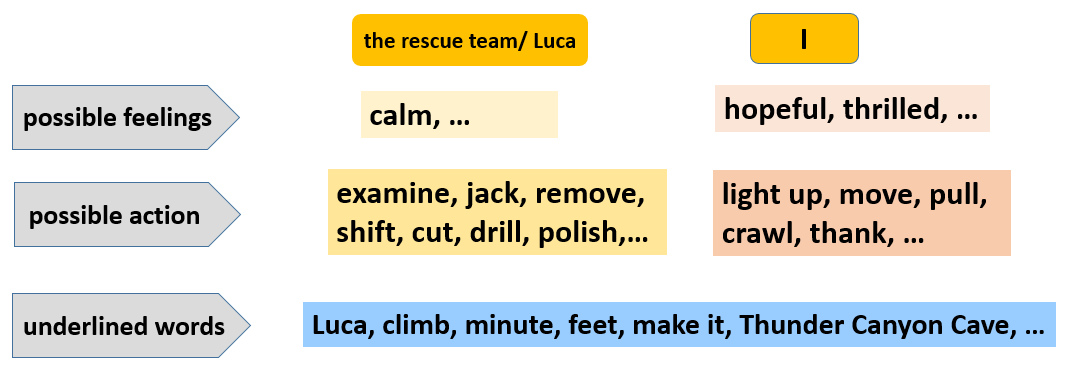 the rescue team/ Luca
I
possible feelings
calm, …
hopeful, thrilled, …
possible action
examine, jack, remove,
shift, cut, drill, polish,…
light up, move, pull,
crawl, thank, …
underlined words
Luca, climb, minute, feet, make it, Thunder Canyon Cave, …